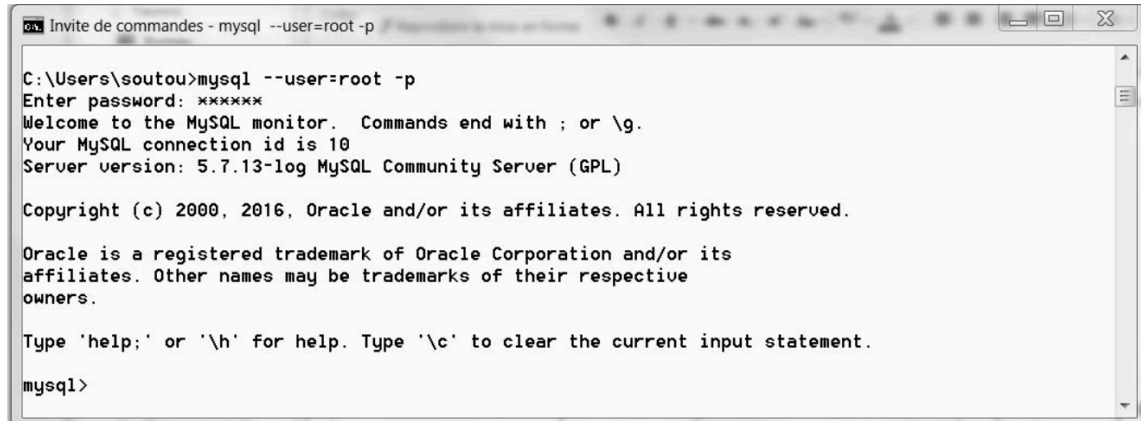 Invite de commandes - mysql --user=root -p
C:\Users\soutou>mysql --user=root -p
Enter password: ******
Welcome to the MySQL monitor.  Commands end with ; or \g.
Your MySQL connection id is 10
Server version: 5.7.13-log MySQL Community Server (GPL)
Copyright (c) 2000, 2016, Oracle and/or its affiliates. All rights reserved.
Oracle is a registered trademark of Oracle Corporation and/or its
affiliates. Other names may be trademarks of their respective
owners.
Type 'help;' or '\h' for help. Type '\c' to clear the current input statement.
mysql>